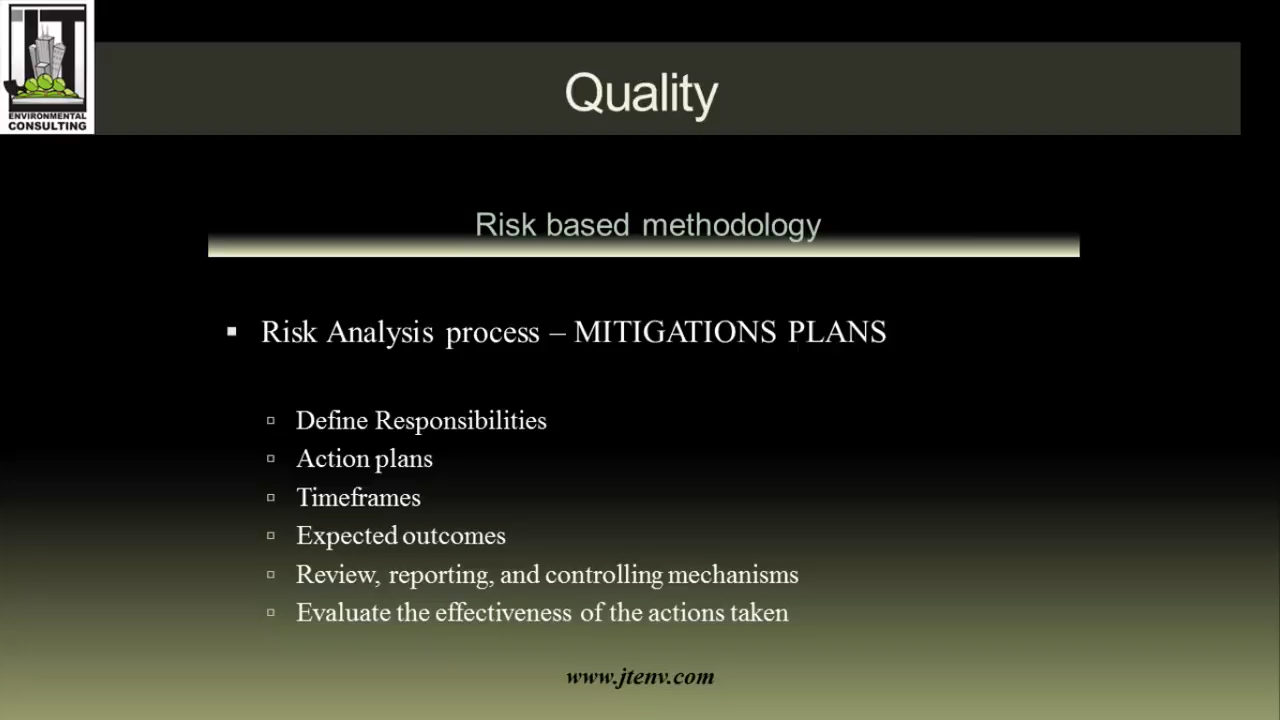 JT
ENVIRONMENTAL
CONSULTING
Quality
Risk based methodology
Risk Analysis process – MITIGATIONS PLANS
Define Responsibilities
Action plans
Timeframes
Expected outcomes
Review, reporting, and controlling mechanisms
Evaluate the effectiveness of the actions taken
www.jtenv.com